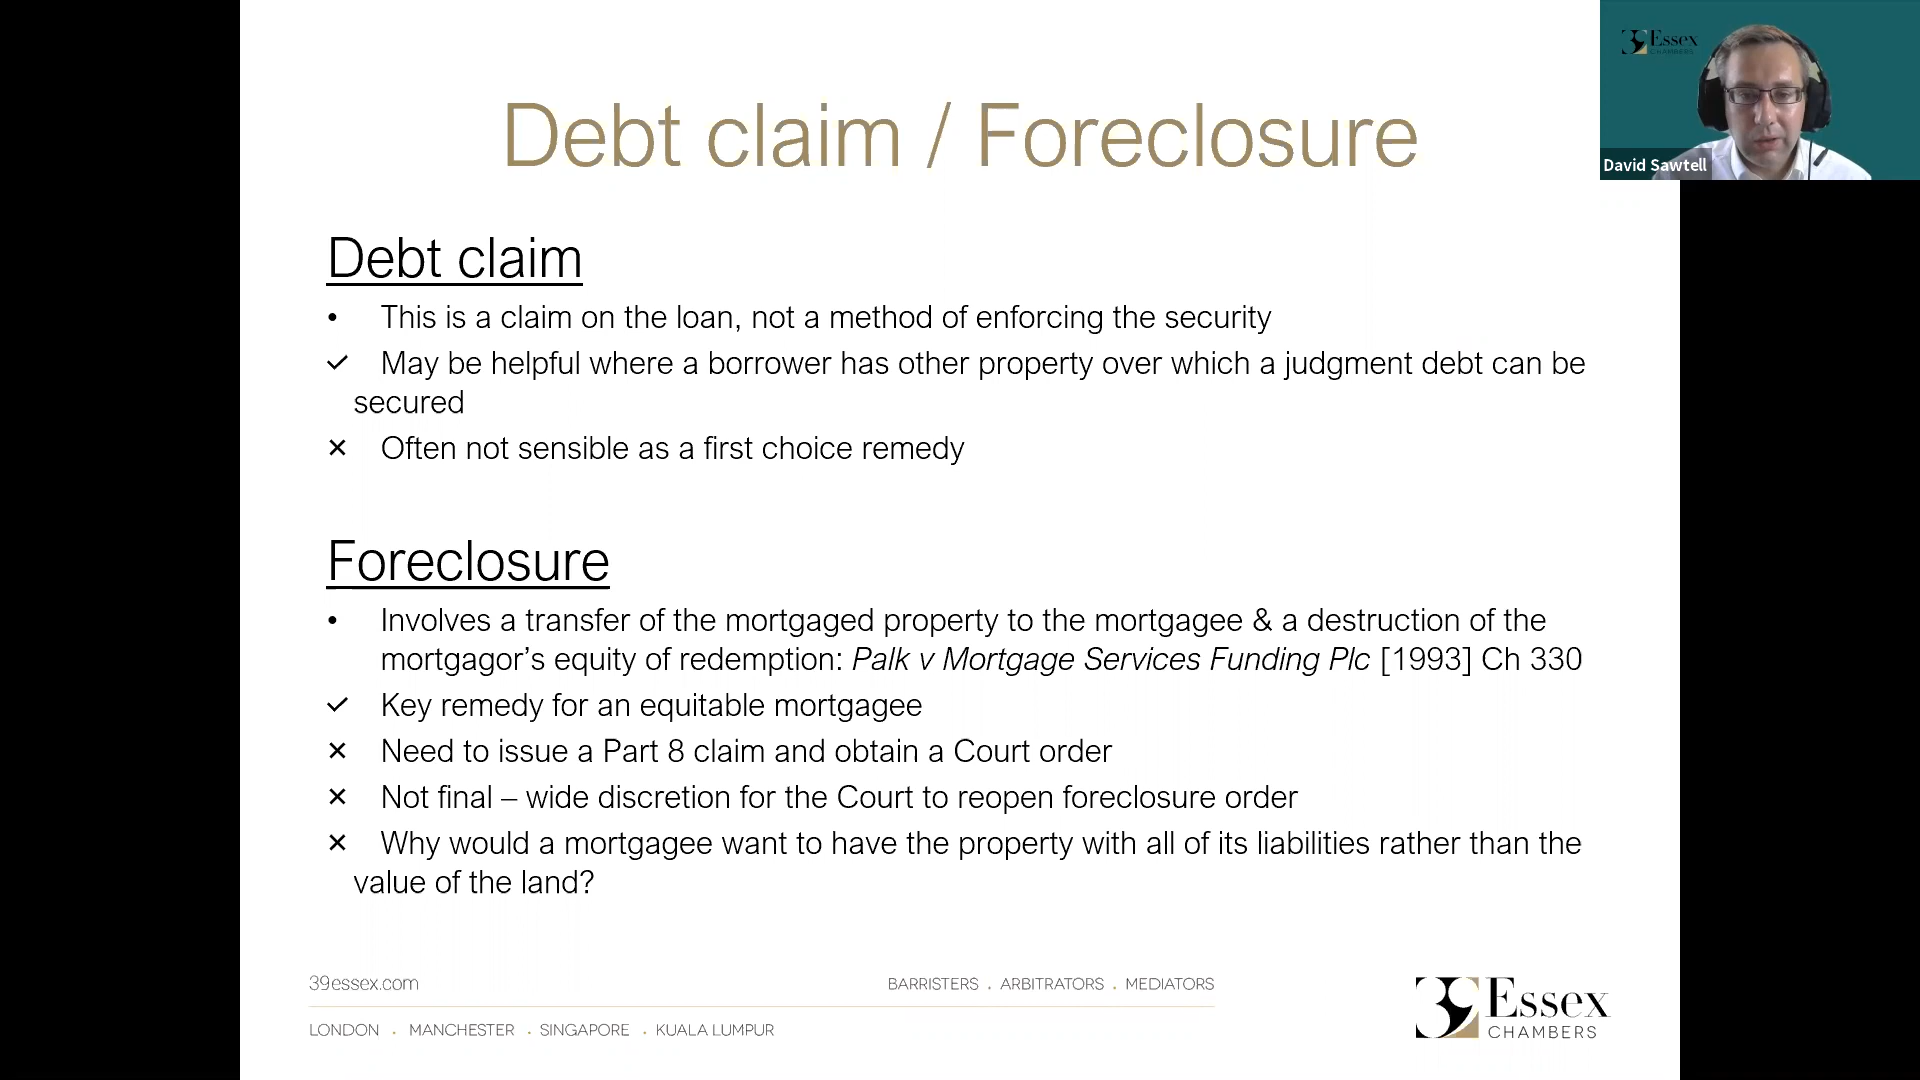 Debt claim / Foreclosure
39 Essex
CHAMBERS
David Sawtell
Debt claim
• This is a claim on the loan, not a method of enforcing the security
✓ May be helpful where a borrower has other property over which a judgment debt can be
secured
× Often not sensible as a first choice remedy
Foreclosure
• Involves a transfer of the mortgaged property to the mortgagee & a destruction of the
mortgagor’s equity of redemption: Palk v Mortgage Services Funding Plc [1993] Ch 330
✓ Key remedy for an equitable mortgagee
× Need to issue a Part 8 claim and obtain a Court order
× Not final – wide discretion for the Court to reopen foreclosure order
× Why would a mortgagee want to have the property with all of its liabilities rather than the
value of the land?
39essex.com
BARRISTERS . ARBITRATORS . MEDIATORS
LONDON . MANCHESTER . SINGAPORE . KUALA LUMPUR
39 Essex
CHAMBERS